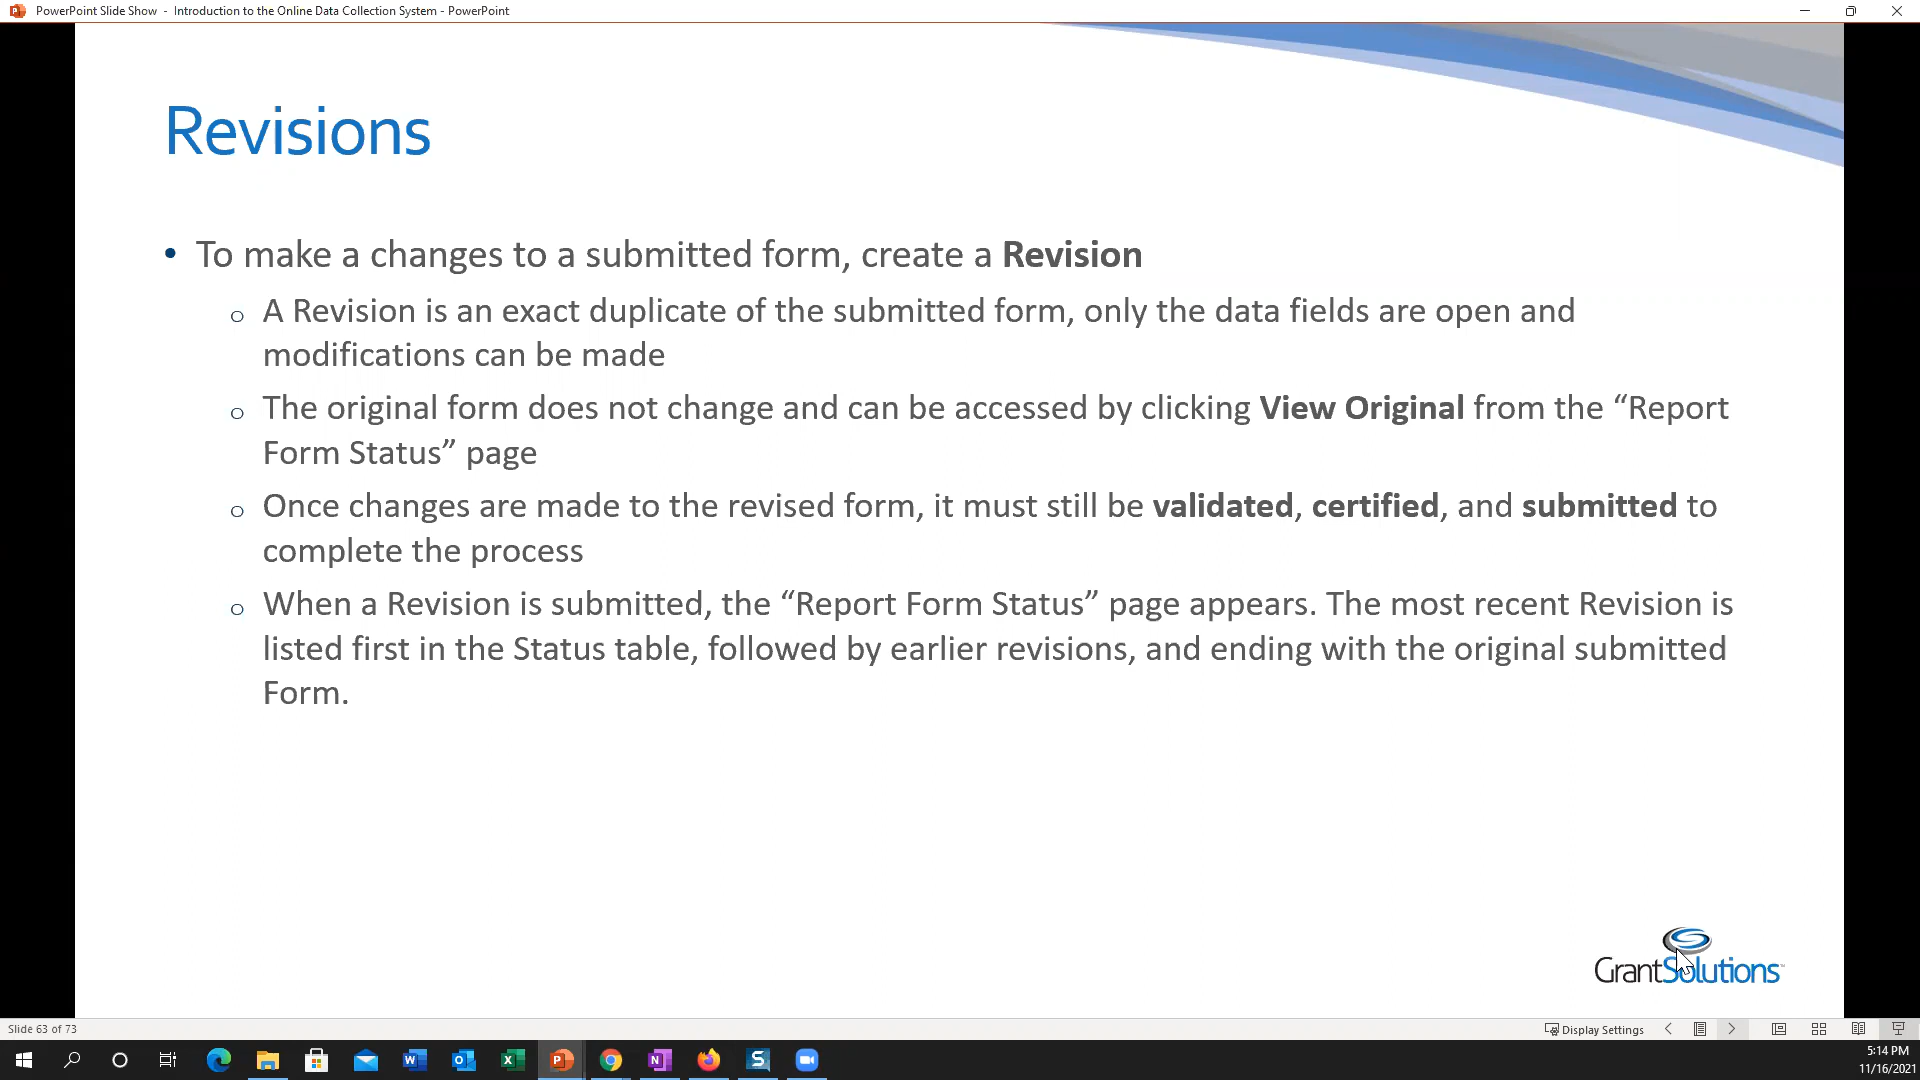 PowerPoint Slide Show - Introduction to the Online Data Collection System - PowerPoint
Revisions
• To make a changes to a submitted form, create a Revision
o A Revision is an exact duplicate of the submitted form, only the data fields are open and
modifications can be made
o The original form does not change and can be accessed by clicking View Original from the “Report
Form Status” page
o Once changes are made to the revised form, it must still be validated, certified, and submitted to
complete the process
o When a Revision is submitted, the “Report Form Status” page appears. The most recent Revision is
listed first in the Status table, followed by earlier revisions, and ending with the original submitted
Form.
GrantSolutions
Slide 63 of 73
Display Settings
5:14 PM
11/16/2021